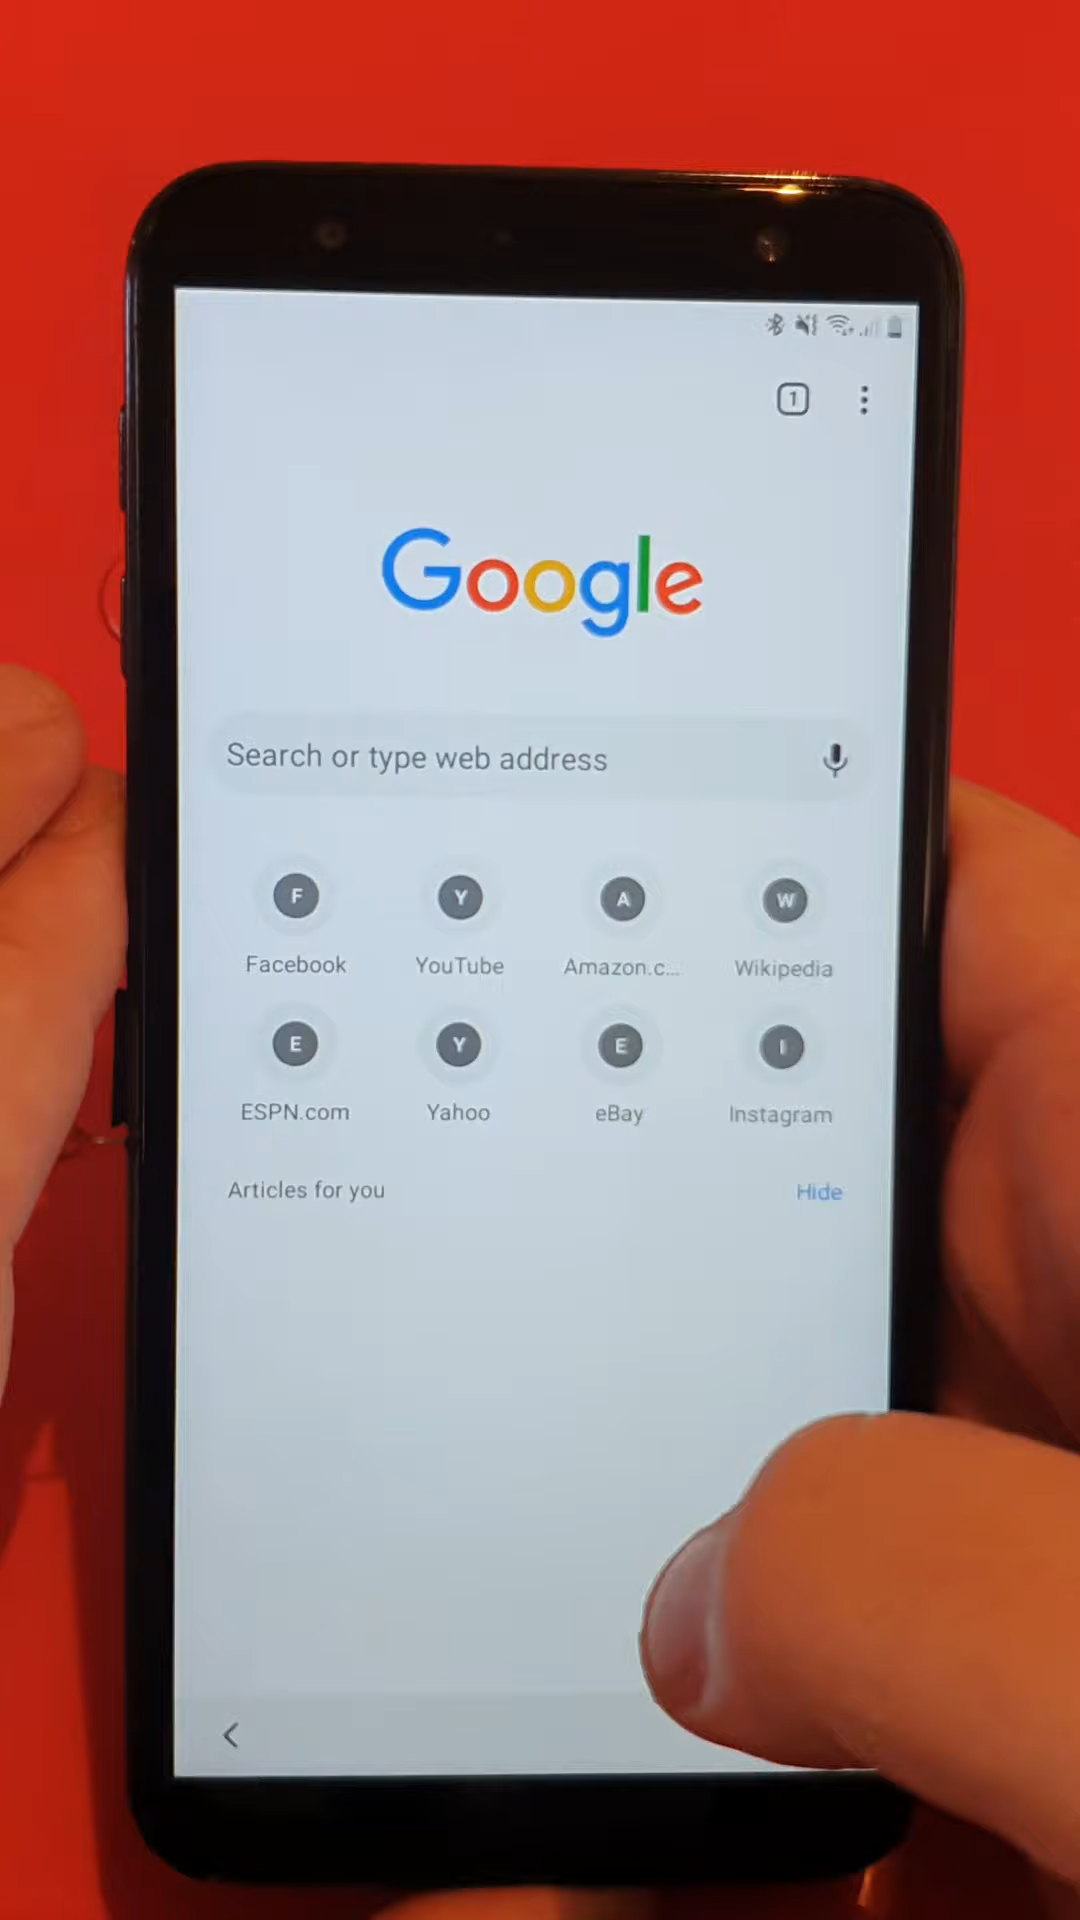 1
Google
Search or type web address
F Y A W
Facebook YouTube Amazon.c... Wikipedia
E Y E I
ESPN.com Yahoo eBay Instagram
Articles for you Hide